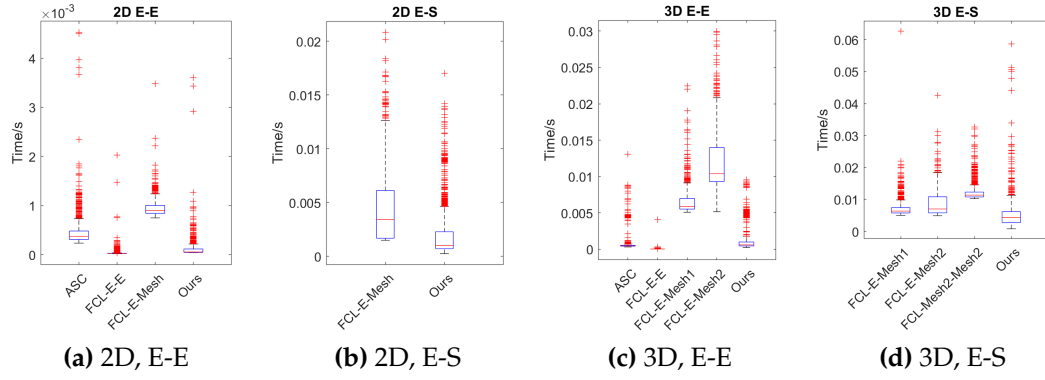 2D E-E
×10⁻³
Time/s
4
3
2
1
0
ASC
FCL-E-E
FCL-E-Mesh
Ours
(a) 2D, E-E
2D E-S
Time/s
0.02
0.015
0.01
0.005
0
FCL-E-Mesh
Ours
(b) 2D, E-S
3D E-E
Time/s
0.03
0.025
0.02
0.015
0.01
0.005
0
ASC
FCL-E-E
FCL-E-Mesh1
FCL-E-Mesh2
Ours
(c) 3D, E-E
3D E-S
Time/s
0.06
0.05
0.04
0.03
0.02
0.01
0
FCL-E-Mesh1
FCL-E-Mesh2
FCL-Mesh2-Mesh2
Ours
(d) 3D, E-S